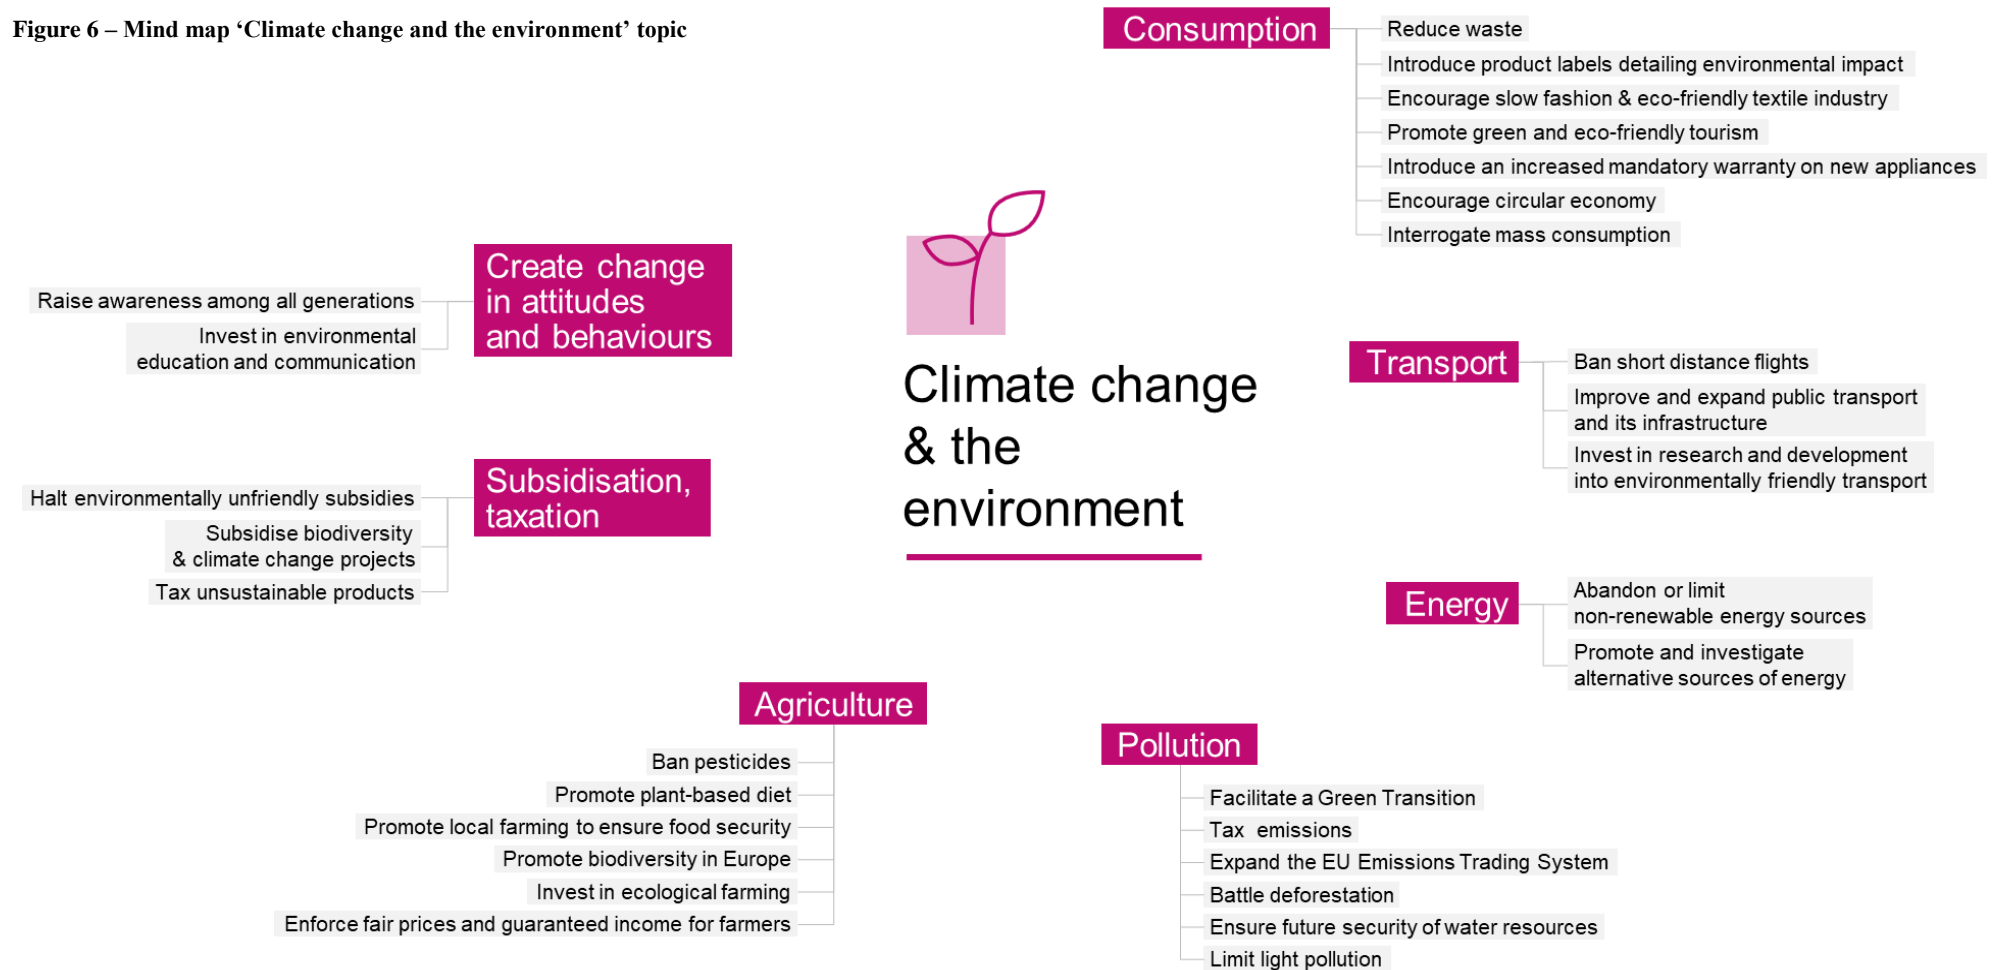 Figure 6 – Mind map ‘Climate change and the environment’ topic
Consumption
Reduce waste
Introduce product labels detailing environmental impact
Encourage slow fashion & eco-friendly textile industry
Promote green and eco-friendly tourism
Introduce an increased mandatory warranty on new appliances
Encourage circular economy
Interrogate mass consumption
Create change
in attitudes
and behaviours
Raise awareness among all generations
Invest in environmental
education and communication
Climate change
& the
environment
Transport
Ban short distance flights
Improve and expand public transport
and its infrastructure
Invest in research and development
into environmentally friendly transport
Subsidisation,
taxation
Halt environmentally unfriendly subsidies
Subsidise biodiversity
& climate change projects
Tax unsustainable products
Energy
Abandon or limit
non-renewable energy sources
Promote and investigate
alternative sources of energy
Agriculture
Ban pesticides
Promote plant-based diet
Promote local farming to ensure food security
Promote biodiversity in Europe
Invest in ecological farming
Enforce fair prices and guaranteed income for farmers
Pollution
Facilitate a Green Transition
Tax emissions
Expand the EU Emissions Trading System
Battle deforestation
Ensure future security of water resources
Limit light pollution